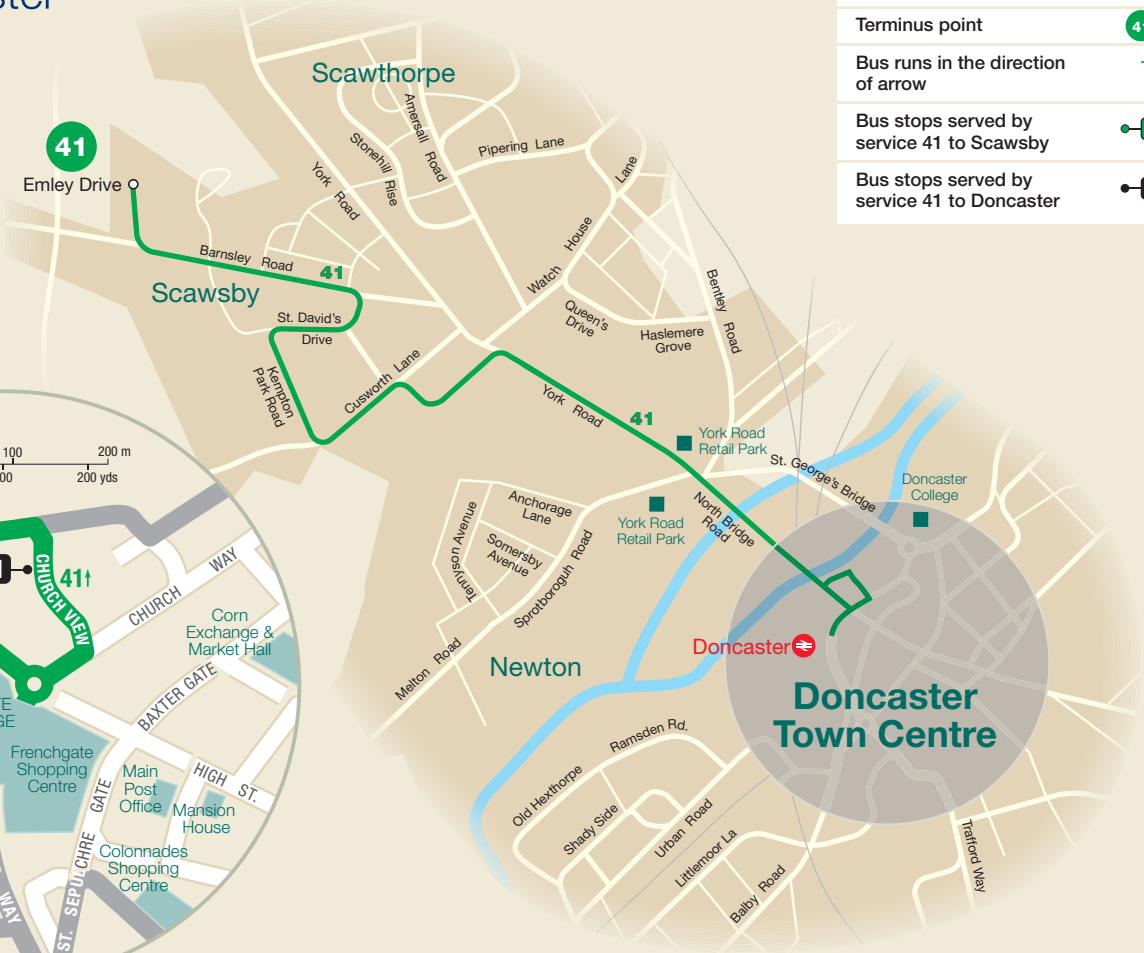 Terminus point
41
Bus runs in the direction
of arrow
Bus stops served by
service 41 to Scawsby
Bus stops served by
service 41 to Doncaster
Scawthorpe
41
Emley Drive
Amersall Road
Stonehill Rise
Pipering Lane
York Road
Watch House Lane
Barnsley Road
41
Scawsby
St. David's
Drive
Queen's
Drive
Haslemere
Grove
Bentley Road
Kempton
Park Road
Cusworth Lane
York Road
41
York Road
Retail Park
St. George's Bridge
Doncaster
College
North Bridge
Road
York Road
Retail Park
Anchorage
Lane
Tennyson Avenue
Somersby
Avenue
Sprotboroguh Road
Melton Road
Newton
Doncaster
Doncaster
Town Centre
Ramsden Rd.
Old Hexthorpe
Shady Side
Urban Road
Littlemoor La
Balby Road
Trafford Way
100
200 m
00
200 yds
41
CHURCH VIEW
CHURCH WAY
Corn
Exchange &
Market Hall
BAXTER GATE
Frenchgate
Shopping
Centre
Main
Post
Office
HIGH ST.
Mansion
House
Colonnades
Shopping
Centre
ST. SEPULCHRE GATE
WAY